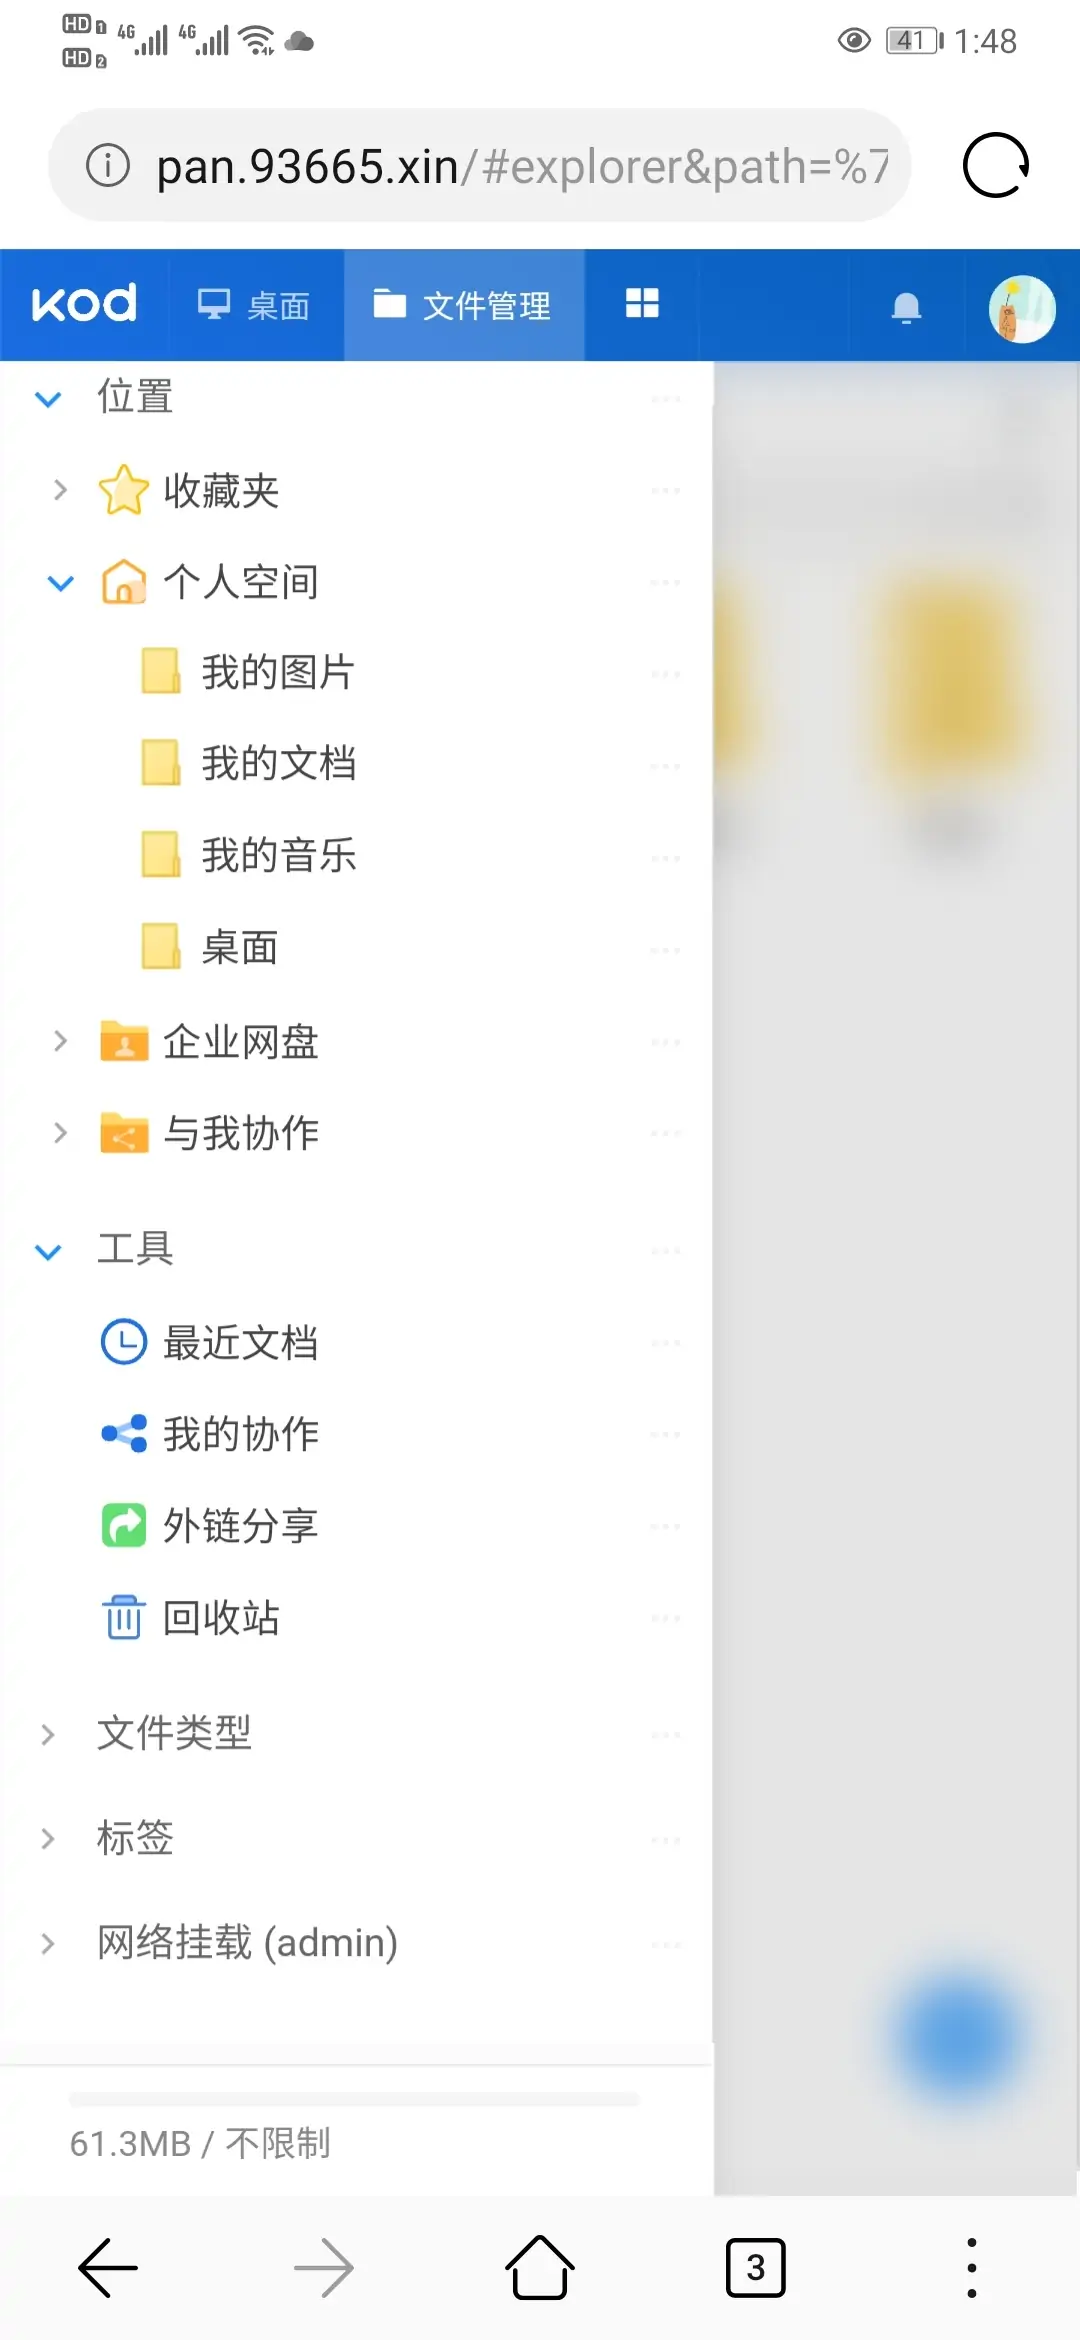 HD 1 4G 4G 41 1:48
HD 2
pan.93665.xin/#explorer&path=%7
kod 桌面 文件管理
位置
收藏夹
个人空间
我的图片
我的文档
我的音乐
桌面
企业网盘
与我协作
工具
最近文档
我的协作
外链分享
回收站
文件类型
标签
网络挂载 (admin)
61.3MB / 不限制
3